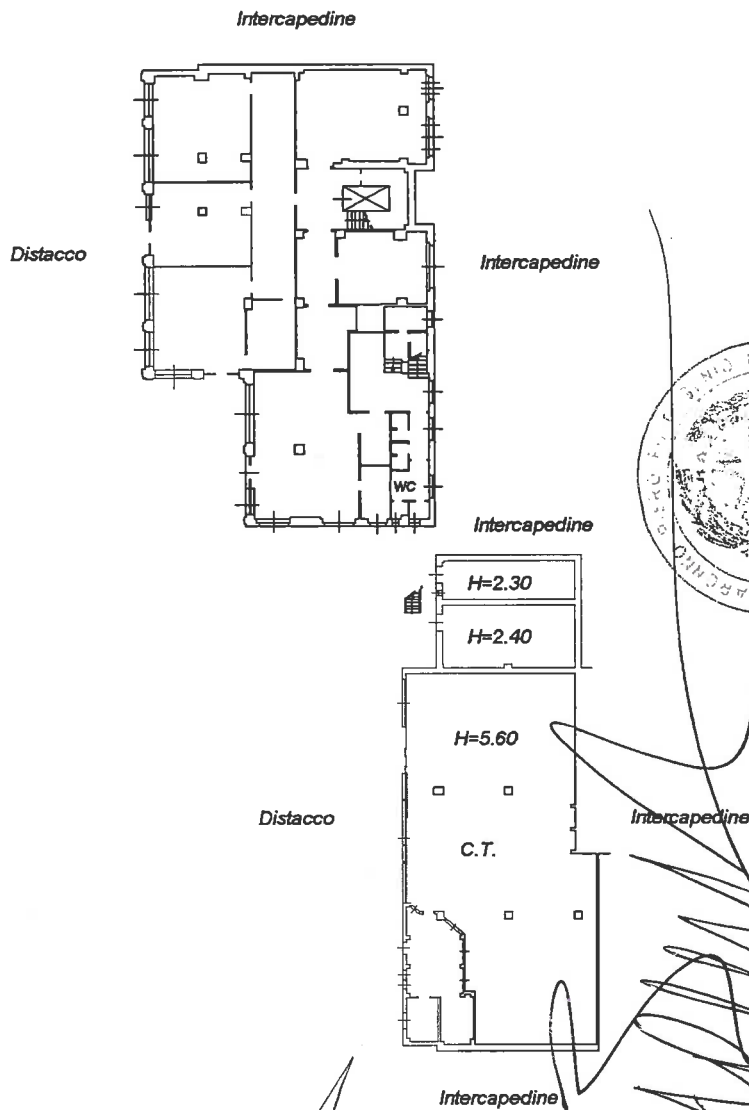 Intercapedine
Distacco
Intercapedine
WC
Intercapedine
H=2.30
H=2.40
H=5.60
Distacco
Intercapedine
C.T.
Intercapedine